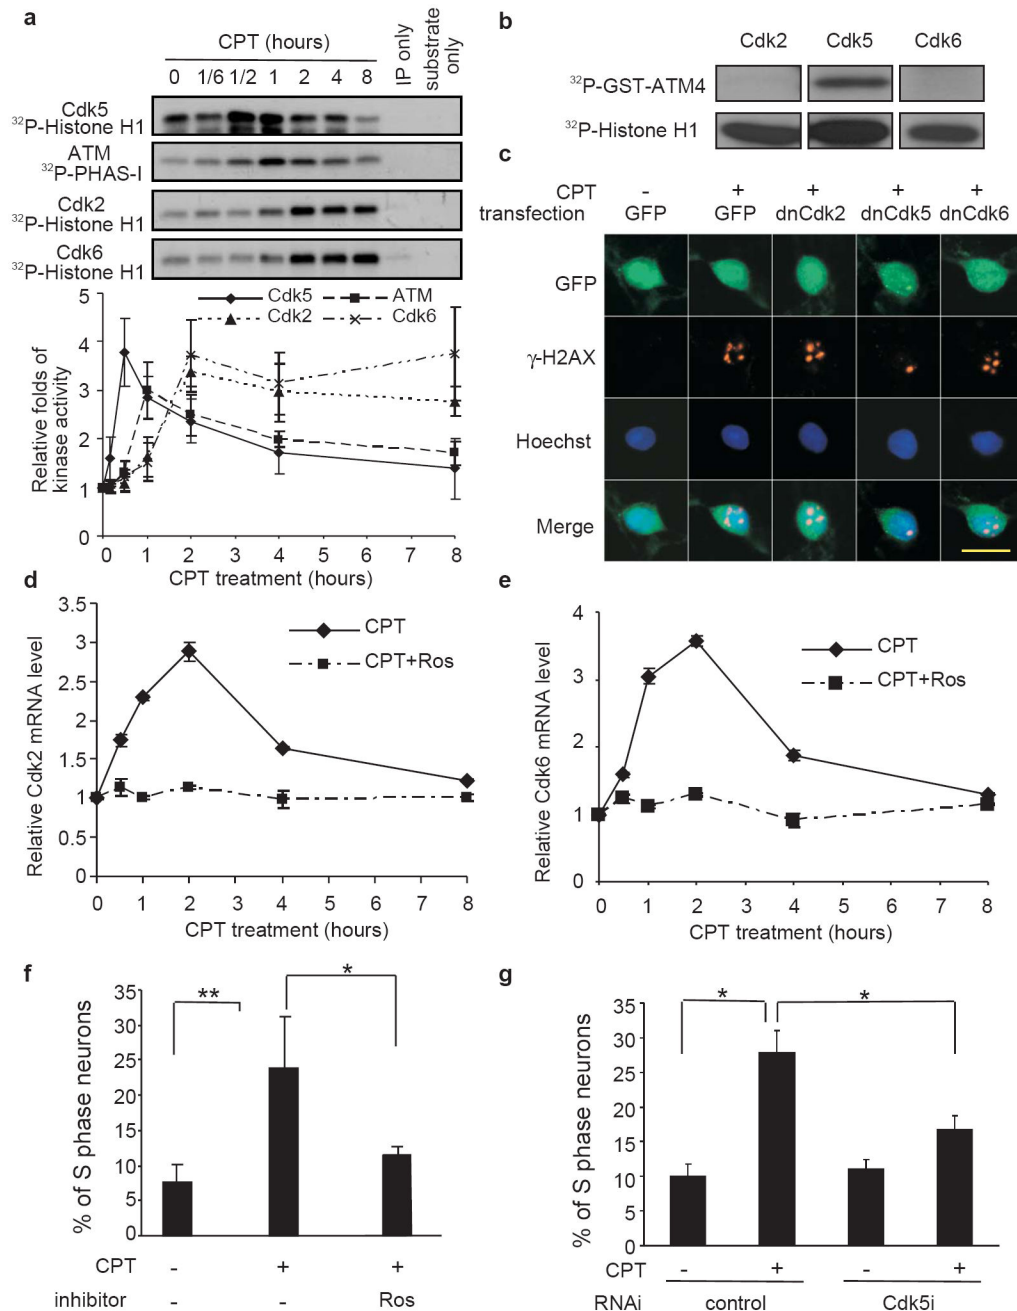 a
CPT (hours)
0 1/6 1/2 1 2 4 8 IP only substrate only
Cdk5
32P-Histone H1
ATM
32P-PHAS-I
Cdk2
32P-Histone H1
Cdk6
32P-Histone H1
Cdk5 ATM
Cdk2 Cdk6
Relative folds of kinase activity
5
4
3
2
1
0
0 1 2 3 4 5 6 7 8
CPT treatment (hours)
b
Cdk2 Cdk5 Cdk6
32P-GST-ATM4
32P-Histone H1
c
CPT - + + + +
transfection GFP GFP dnCdk2 dnCdk5 dnCdk6
GFP
γ-H2AX
Hoechst
Merge
d
Relative Cdk2 mRNA level
3.5
3
2.5
2
1.5
1
0.5
0
CPT
CPT+Ros
0 1 2 3 4 5 6 7 8
CPT treatment (hours)
e
Relative Cdk6 mRNA level
4
3
2
1
0
CPT
CPT+Ros
0 1 2 3 4 5 6 7 8
CPT treatment (hours)
f
% of S phase neurons
35
30
25
20
15
10
5
0
** *
CPT - + +
inhibitor - - Ros
g
% of S phase neurons
35
30
25
20
15
10
5
0
* *
CPT - + - +
RNAi control Cdk5i